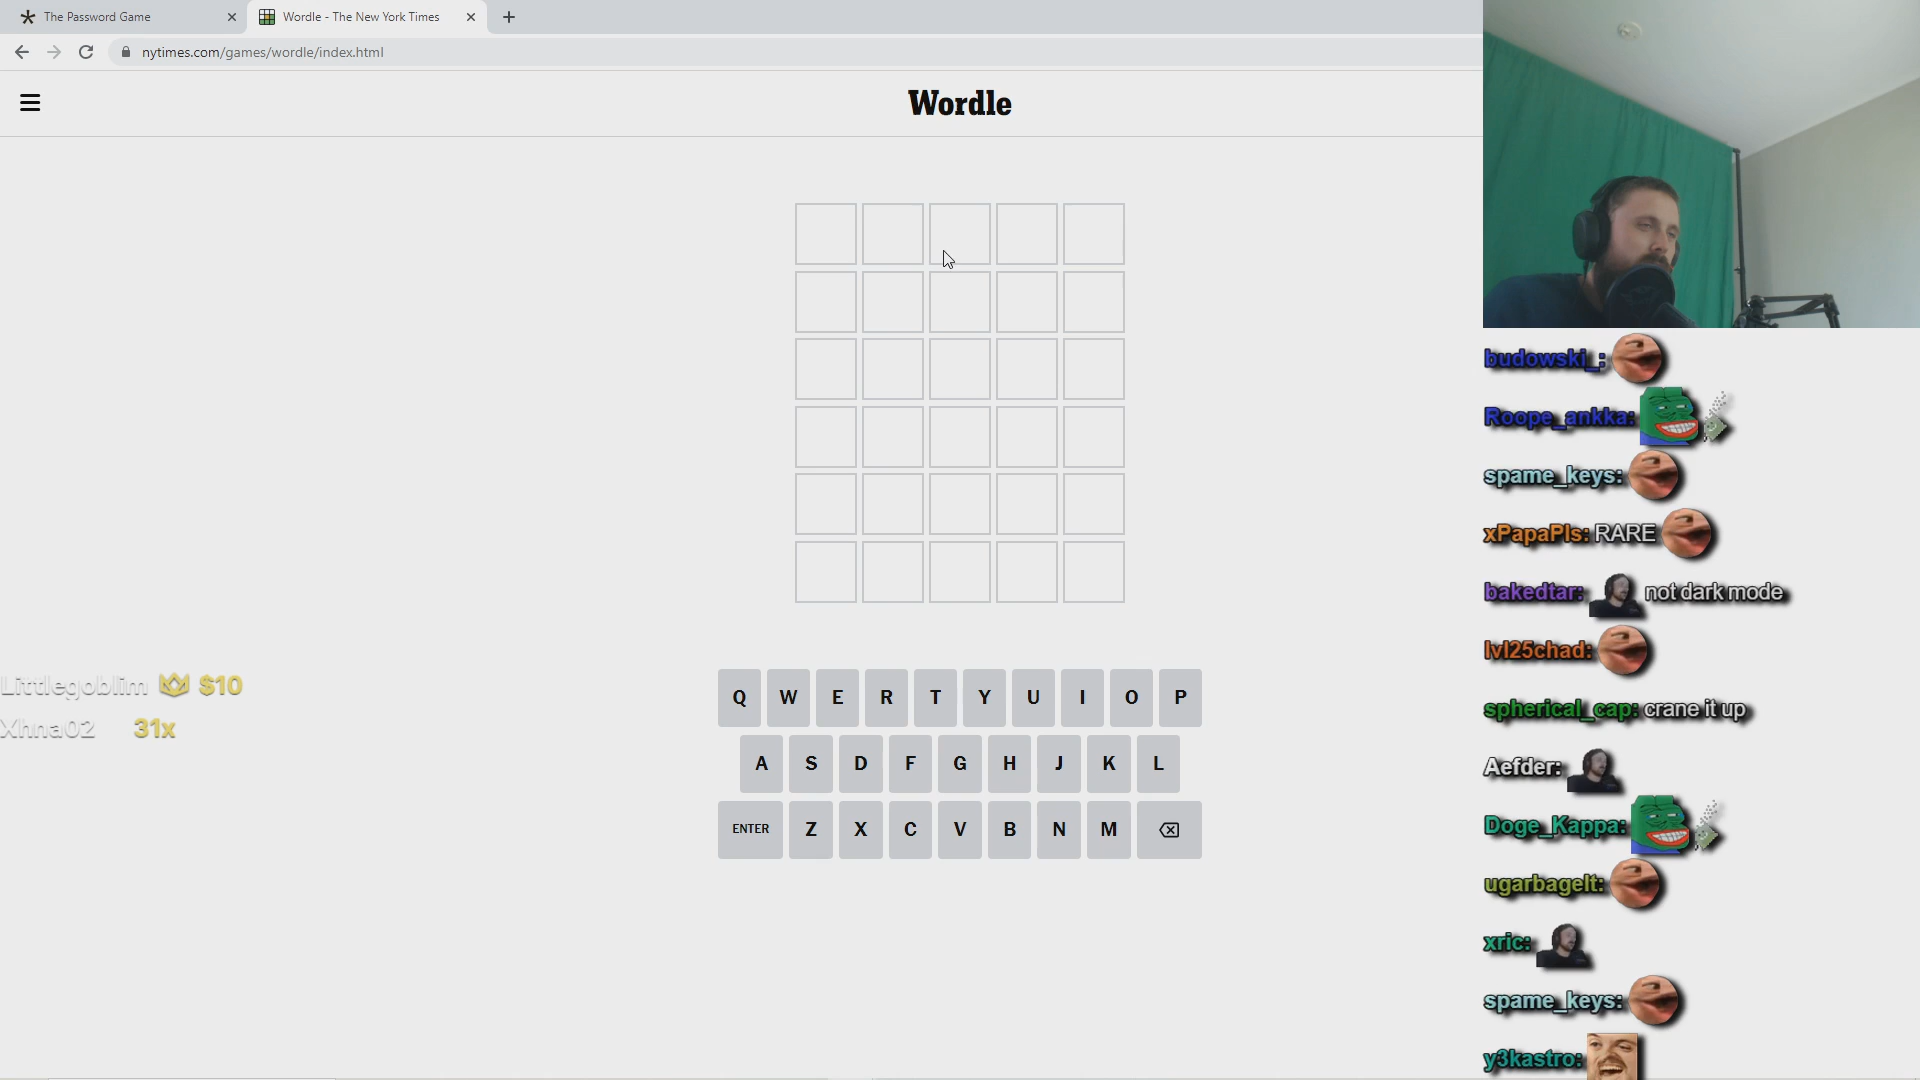 The Password Game
Wordle - The New York Times
nytimes.com/games/wordle/index.html
Wordle
Q W E R T Y U I O P
A S D F G H J K L
ENTER Z X C V B N M
Littlegoblim $10
Xhna02 31x
budowski_:
Roope_ankka:
spame_keys:
xPapaPls: RARE
bakedtar: not dark mode
lvl25chad:
spherical_cap: crane it up
Aefder:
Doge_Kappa:
ugarbagelt:
xric:
spame_keys:
y3kastro: